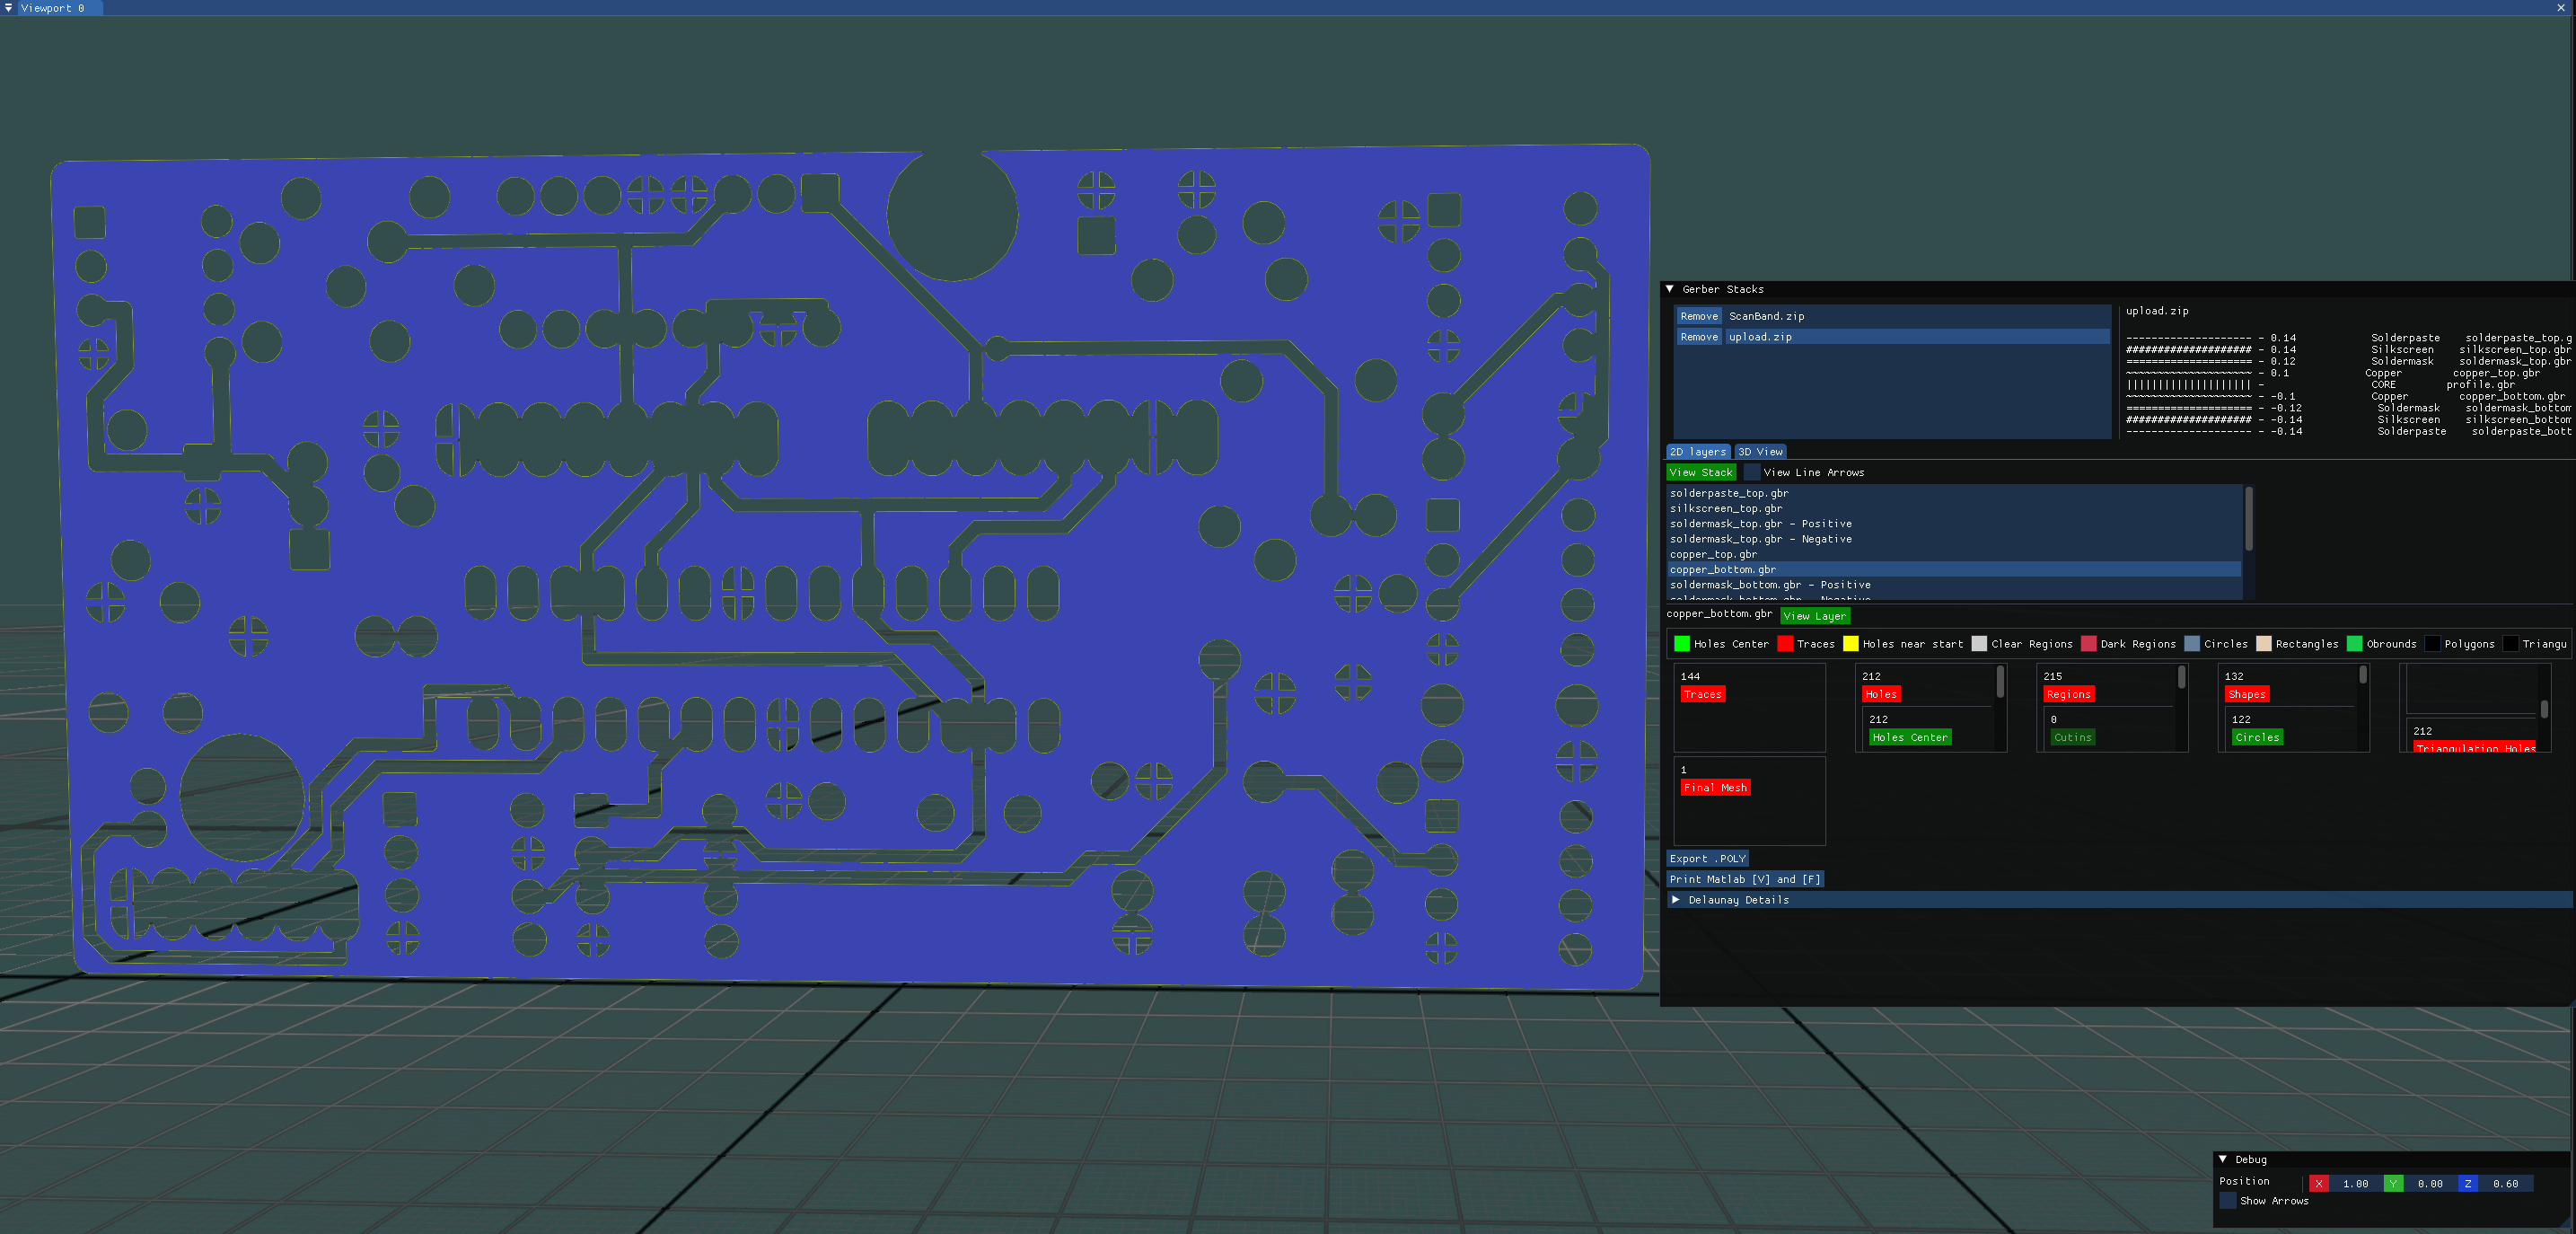 Viewport 0
Gerber Stacks
Remove ScanBand.zip
Remove upload.zip
upload.zip
-------------------- - 0.14 Solderpaste solderpaste_top.g
#################### - 0.14 Silkscreen silkscreen_top.gbr
==================== - 0.12 Soldermask soldermask_top.gbr
~~~~~~~~~~~~~~~~~~~~ - 0.1 Copper copper_top.gbr
|||||||||||||||||||| - CORE profile.gbr
~~~~~~~~~~~~~~~~~~~~ - -0.1 Copper copper_bottom.gbr
==================== - -0.12 Soldermask soldermask_bottom
#################### - -0.14 Silkscreen silkscreen_bottom
-------------------- - -0.14 Solderpaste solderpaste_bott
2D layers 3D View
View Stack View Line Arrows
solderpaste_top.gbr
silkscreen_top.gbr
soldermask_top.gbr - Positive
soldermask_top.gbr - Negative
copper_top.gbr
copper_bottom.gbr
soldermask_bottom.gbr - Positive
soldermask_bottom.gbr - Negative
copper_bottom.gbr View Layer
Holes Center Traces Holes near start Clear Regions Dark Regions Circles Rectangles Obrounds Polygons Triangu
144
Traces
212
Holes
212
Holes Center
215
Regions
0
Cutins
132
Shapes
122
Circles
212
Triangulation Holes
1
Final Mesh
Export .POLY
Print Matlab [V] and [F]
Delaunay Details
Debug
Position X 1.00 Y 0.00 Z 0.60
Show Arrows